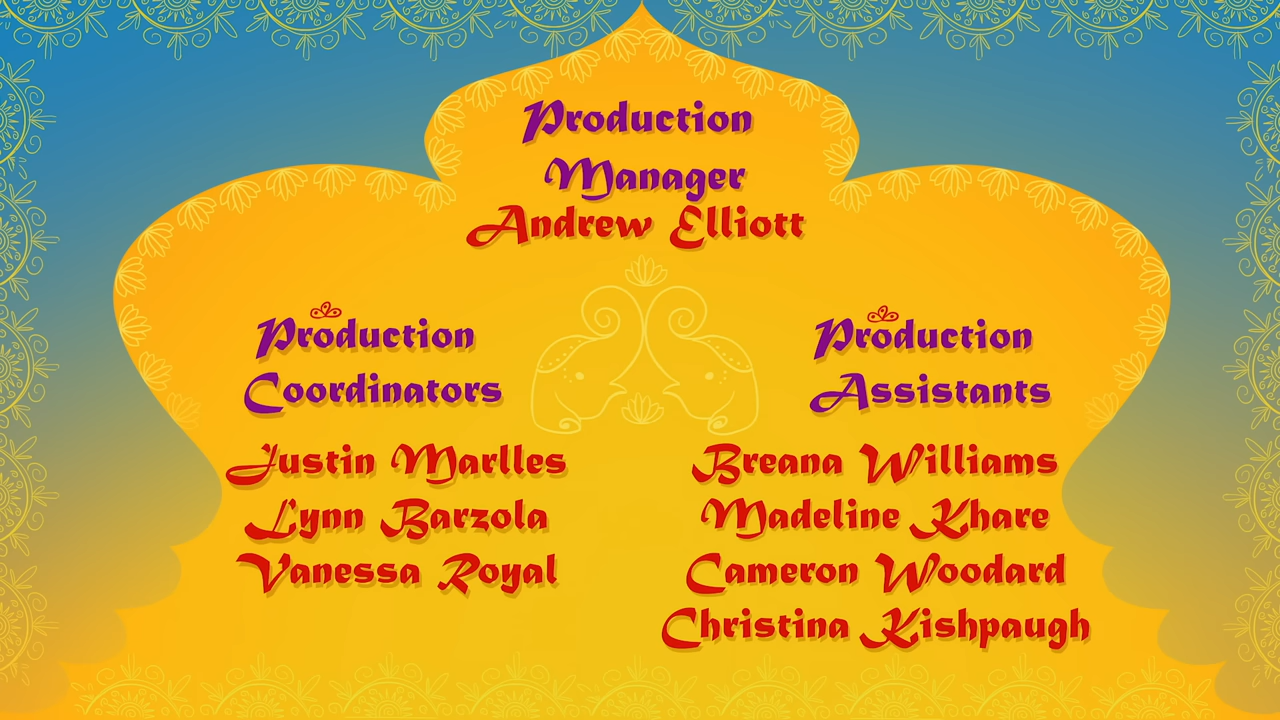 Production
Manager
Andrew Elliott
Production
Coordinators
Justin Marlles
Lynn Barzola
Vanessa Royal
Production
Assistants
Breana Williams
Madeline Khare
Cameron Woodard
Christina Kishpaugh